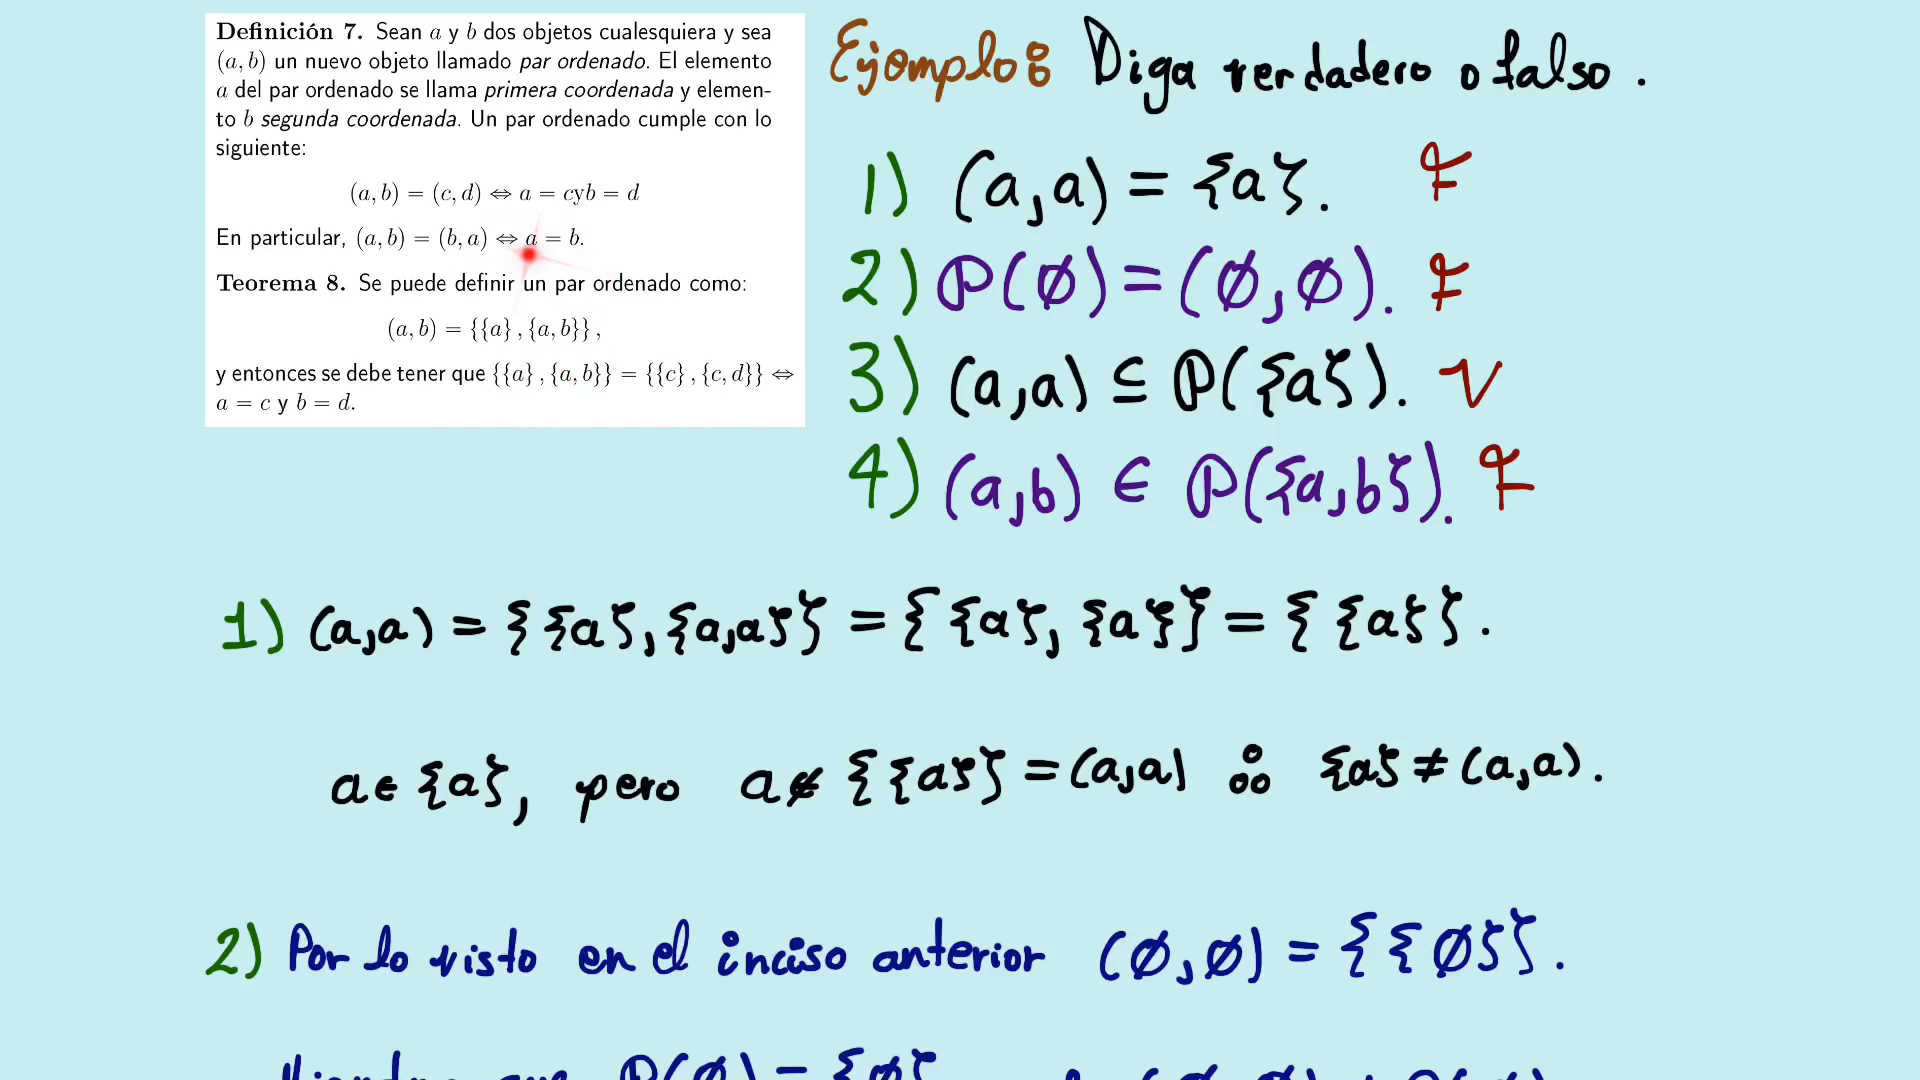 Definición 7. Sean a y b dos objetos cualesquiera y sea
(a, b) un nuevo objeto llamado par ordenado. El elemento
a del par ordenado se llama primera coordenada y elemen-
to b segunda coordenada. Un par ordenado cumple con lo
siguiente:
(a, b) = (c, d) ⇔ a = cyb = d
En particular, (a, b) = (b, a) ⇔ a = b.
Teorema 8. Se puede definir un par ordenado como:
(a, b) = {{a} , {a, b}} ,
y entonces se debe tener que {{a} , {a, b}} = {{c} , {c, d}} ⇔
a = c y b = d.
Ejemplo: Diga verdadero o falso.
1) (a,a) = {a}. F
2) P(∅) = (∅,∅). F
3) (a,a) ⊆ P({a}). V
4) (a,b) ∈ P({a,b}). F
1) (a,a) = {{a},{a,a}} = {{a},{a}} = {{a}}.
a∈{a}, pero a∉{{a}} = (a,a) ∴ {a} ≠ (a,a).
2) Por lo visto en el inciso anterior (∅,∅) = {{∅}}.
P(∅) = {∅}